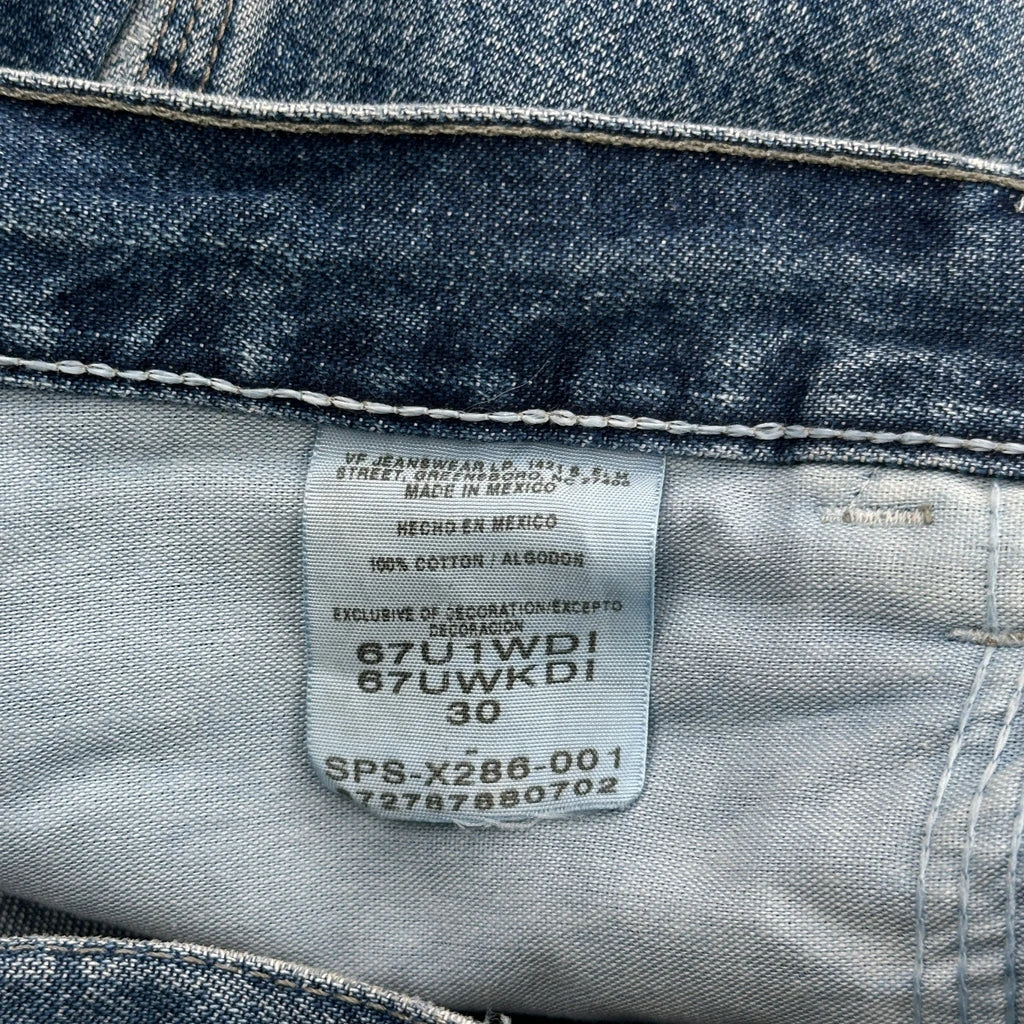 VF JEANSWEAR LP, 1421 S. ELM
STREET, GREENSBORO, NC
MADE IN MEXICO
HECHO EN MEXICO
100% COTTON / ALGODON
EXCLUSIVE OF DECORATION/EXCEPTO
DECORACION
67U1WDI
67UWKDI
30
SPS-X286-001